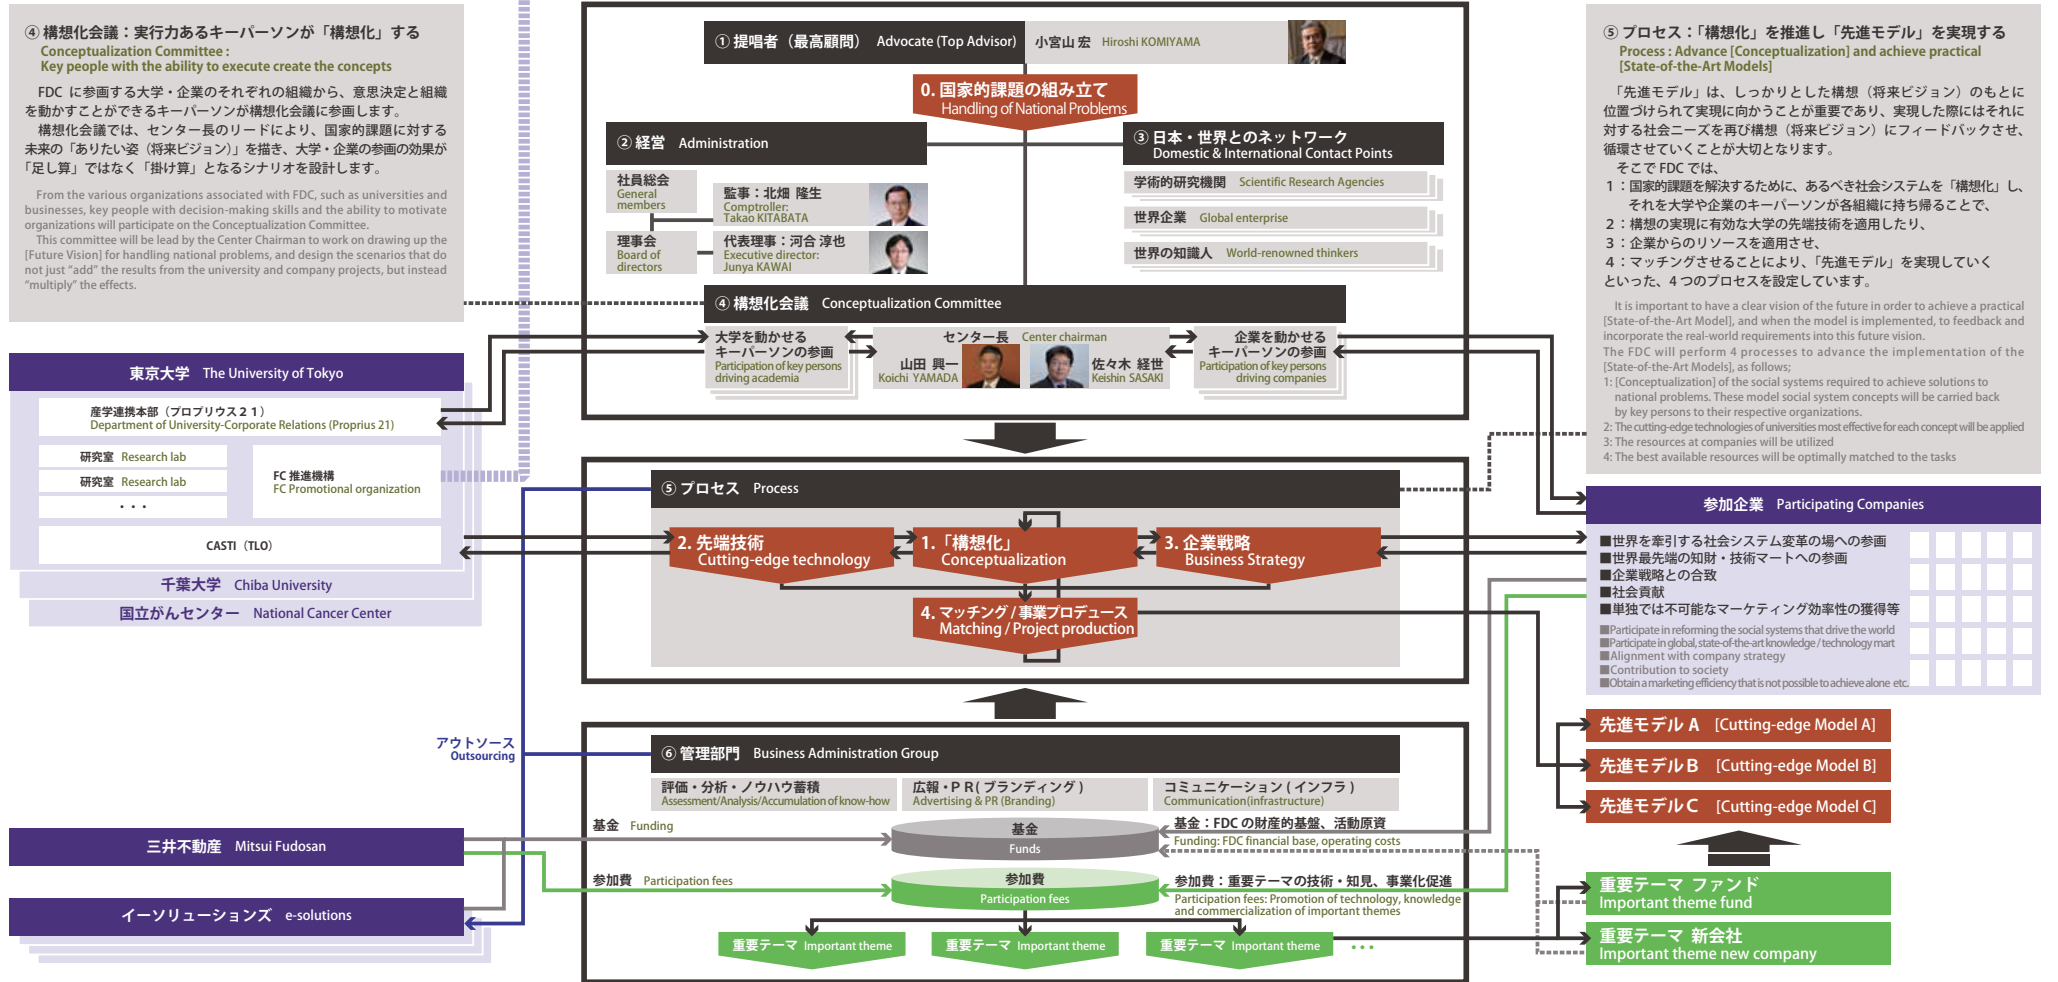 ④ 構想化会議：実行力あるキーパーソンが「構想化」する
Conceptualization Committee :
Key people with the ability to execute create the concepts
FDC に参画する大学・企業のそれぞれの組織から、意思決定と組織
を動かすことができるキーパーソンが構想化会議に参画します。
構想化会議では、センター長のリードにより、国家的課題に対する
未来の「ありたい姿（将来ビジョン）」を描き、大学・企業の参画の効果が
「足し算」ではなく「掛け算」となるシナリオを設計します。
From the various organizations associated with FDC, such as universities and
businesses, key people with decision-making skills and the ability to motivate
organizations will participate on the Conceptualization Committee.
This committee will be lead by the Center Chairman to work on drawing up the
[Future Vision] for handling national problems, and design the scenarios that do
not just "add" the results from the university and company projects, but instead
"multiply" the effects.
東京大学 The University of Tokyo
産学連携本部（プロプリウス２１）
Department of University-Corporate Relations (Proprius 21)
研究室 Research lab
研究室 Research lab
・・・
FC 推進機構
FC Promotional organization
CASTI（TLO）
千葉大学 Chiba University
国立がんセンター National Cancer Center
アウトソース
Outsourcing
三井不動産 Mitsui Fudosan
イーソリューションズ e-solutions
① 提唱者（最高顧問） Advocate (Top Advisor)
小宮山 宏 Hiroshi KOMIYAMA
0. 国家的課題の組み立て
Handling of National Problems
② 経営 Administration
社員総会
General
members
監事：北畑 隆生
Comptroller:
Takao KITABATA
理事会
Board of
directors
代表理事：河合 淳也
Executive director:
Junya KAWAI
③ 日本・世界とのネットワーク
Domestic & International Contact Points
学術的研究機関 Scientific Research Agencies
世界企業 Global enterprise
世界の知識人 World-renowned thinkers
④ 構想化会議 Conceptualization Committee
大学を動かせる
キーパーソンの参画
Participation of key persons
driving academia
センター長 Center chairman
山田 興一
Koichi YAMADA
佐々木 経世
Keishin SASAKI
企業を動かせる
キーパーソンの参画
Participation of key persons
driving companies
⑤ プロセス Process
2. 先端技術
Cutting-edge technology
1.「構想化」
Conceptualization
3. 企業戦略
Business Strategy
4. マッチング / 事業プロデュース
Matching / Project production
⑥ 管理部門 Business Administration Group
評価・分析・ノウハウ蓄積
Assessment/Analysis/Accumulation of know-how
広報・ＰＲ( ブランディング )
Advertising & PR (Branding)
コミュニケーション ( インフラ )
Communication(infrastructure)
基金 Funding
基金
Funds
基金：FDC の財産的基盤、活動原資
Funding: FDC financial base, operating costs
参加費 Participation fees
参加費
Participation fees
参加費：重要テーマの技術・知見、事業化促進
Participation fees: Promotion of technology, knowledge
and commercialization of important themes
重要テーマ Important theme
重要テーマ Important theme
重要テーマ Important theme
・・・
⑤ プロセス：「構想化」を推進し「先進モデル」を実現する
Process : Advance [Conceptualization] and achieve practical
[State-of-the-Art Models]
「先進モデル」は、しっかりとした構想（将来ビジョン）のもとに
位置づけられて実現に向かうことが重要であり、実現した際にはそれに
対する社会ニーズを再び構想（将来ビジョン）にフィードバックさせ、
循環させていくことが大切となります。
そこで FDC では、
1 ：国家的課題を解決するために、あるべき社会システムを「構想化」し、
それを大学や企業のキーパーソンが各組織に持ち帰ることで、
2 ：構想の実現に有効な大学の先端技術を適用したり、
3 ：企業からのリソースを適用させ、
4 ：マッチングさせることにより、「先進モデル」を実現していく
といった、4 つのプロセスを設定しています。
It is important to have a clear vision of the future in order to achieve a practical
[State-of-the-Art Model], and when the model is implemented, to feedback and
incorporate the real-world requirements into this future vision.
The FDC will perform 4 processes to advance the implementation of the
[State-of-the-Art Models], as follows;
1: [Conceptualization] of the social systems required to achieve solutions to
national problems. These model social system concepts will be carried back
by key persons to their respective organizations.
2: The cutting-edge technologies of universities most effective for each concept will be applied
3: The resources at companies will be utilized
4: The best available resources will be optimally matched to the tasks
参加企業 Participating Companies
■世界を牽引する社会システム変革の場への参画
■世界最先端の知財・技術マートへの参画
■企業戦略との合致
■社会貢献
■単独では不可能なマーケティング効率性の獲得等
■Participate in reforming the social systems that drive the world
■Participate in global, state-of-the-art knowledge / technology mart
■Alignment with company strategy
■Contribution to society
■Obtain a marketing efficiency that is not possible to achieve alone etc.
先進モデル A [Cutting-edge Model A]
先進モデル B [Cutting-edge Model B]
先進モデル C [Cutting-edge Model C]
重要テーマ ファンド
Important theme fund
重要テーマ 新会社
Important theme new company